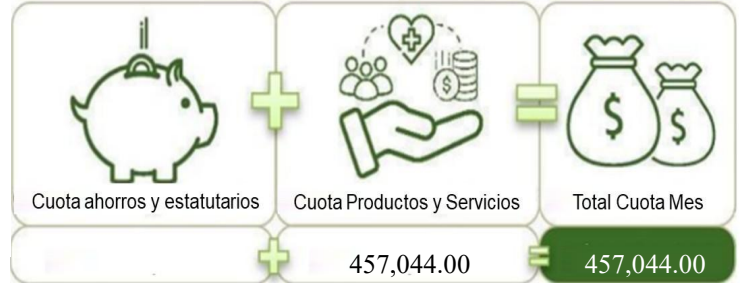 Cuota ahorros y estatutarios
Cuota Productos y Servicios
Total Cuota Mes
457,044.00
457,044.00